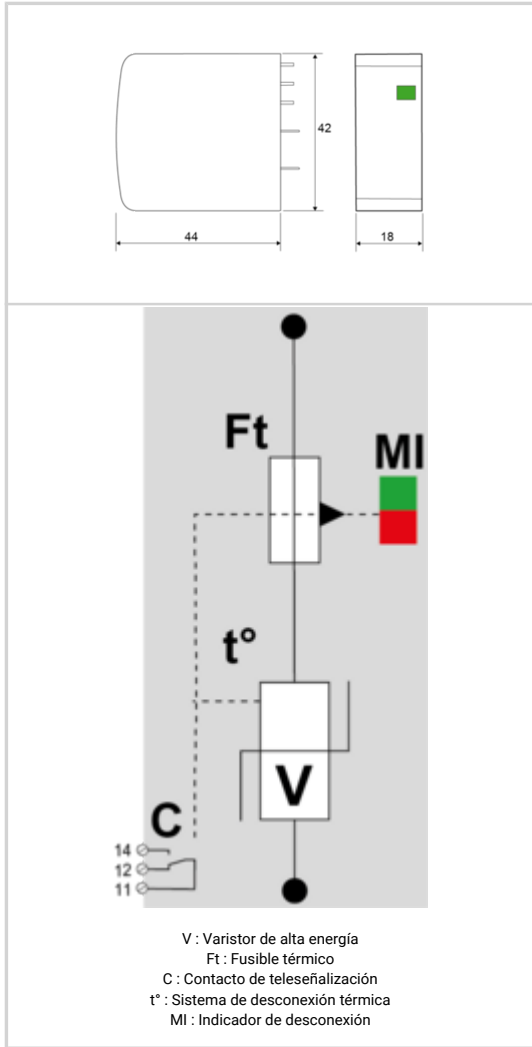 42
44
18
Ft
MI
t°
V
C
14
12
11
V : Varistor de alta energía
Ft : Fusible térmico
C : Contacto de teleseñalización
t° : Sistema de desconexión térmica
MI : Indicador de desconexión